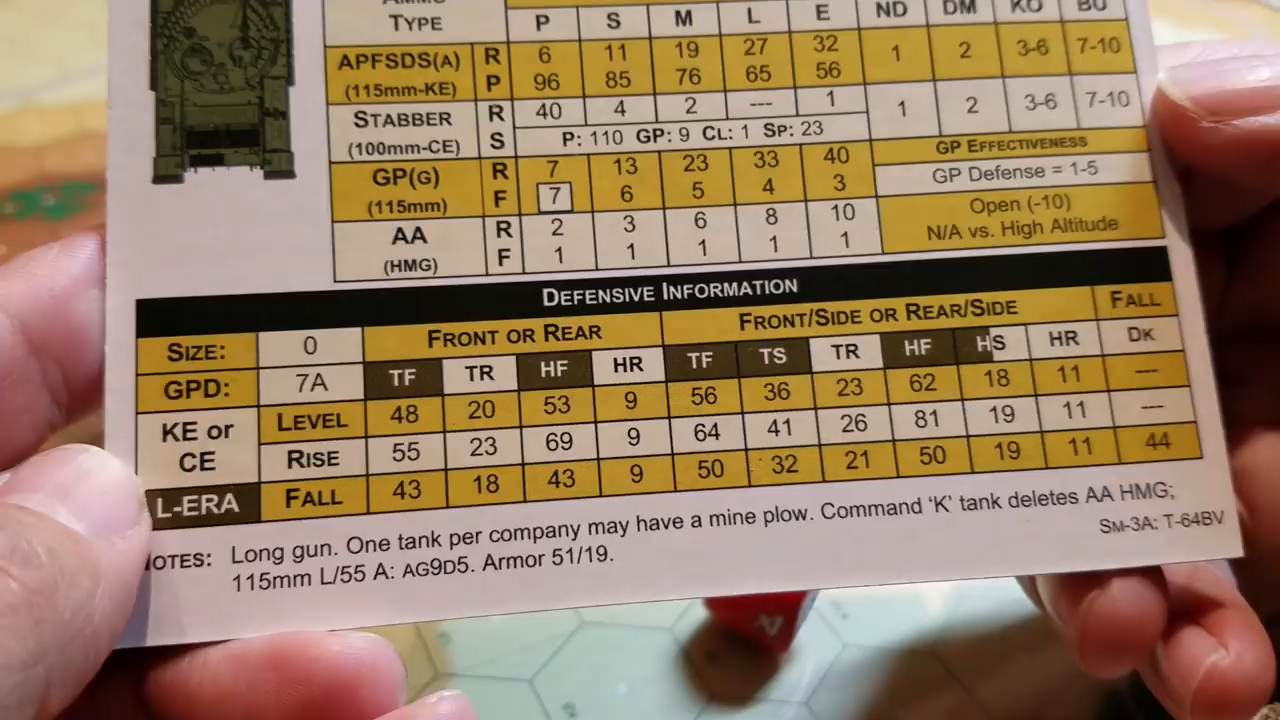 AMMO TYPE P S M L E ND DM KO BU
APFSDS(A) (115mm-KE) R 6 11 19 27 32 1 2 3-6 7-10
P 96 85 76 65 56
STABBER (100mm-CE) R 40 4 2 --- 1 1 2 3-6 7-10
S P: 110 GP: 9 CL: 1 SP: 23
GP EFFECTIVENESS
GP(G) (115mm) R 7 13 23 33 40 GP Defense = 1-5
F 7 6 5 4 3 Open (-10)
N/A vs. High Altitude
AA (HMG) R 2 3 6 8 10
F 1 1 1 1 1
DEFENSIVE INFORMATION
SIZE: 0 FRONT OR REAR FRONT/SIDE OR REAR/SIDE FALL
GPD: 7A TF TR HF HR TF TS TR HF HS HR DK
KE or CE LEVEL 48 20 53 9 56 36 23 62 18 11 ---
RISE 55 23 69 9 64 41 26 81 19 11 ---
L-ERA FALL 43 18 43 9 50 32 21 50 19 11 44
NOTES: Long gun. One tank per company may have a mine plow. Command 'K' tank deletes AA HMG;
115mm L/55 A: AG9D5. Armor 51/19.
SM-3A: T-64BV